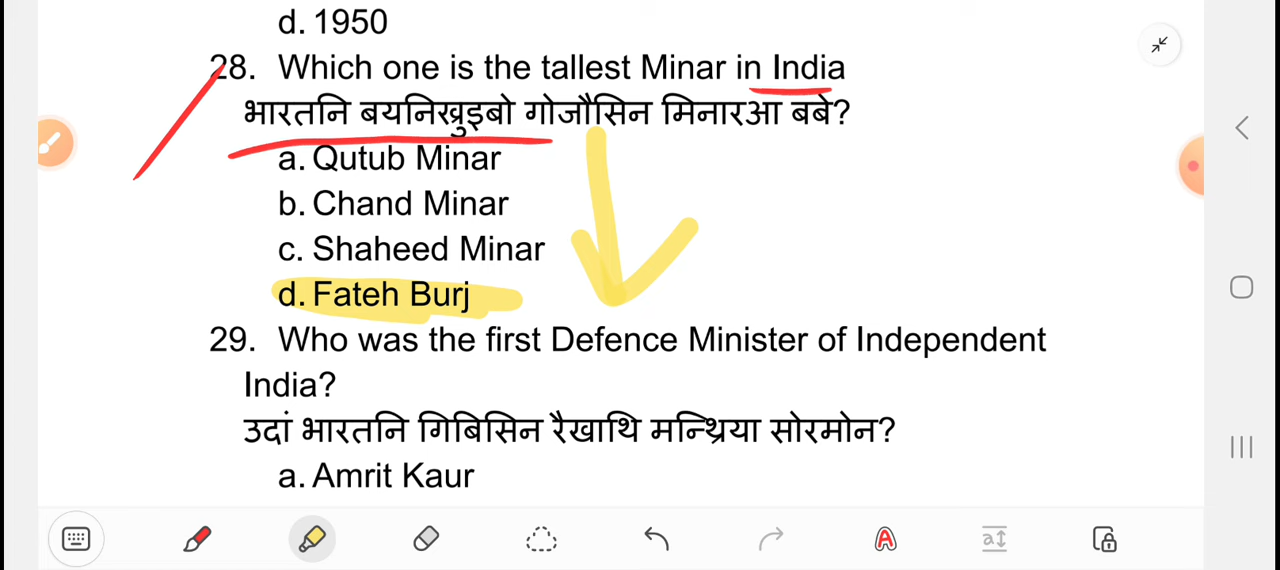 d. 1950
28. Which one is the tallest Minar in India
भारतनि बयनिखुइबो गोजौसिन मिनारआ बबे?
a. Qutub Minar
b. Chand Minar
c. Shaheed Minar
d. Fateh Burj
29. Who was the first Defence Minister of Independent
India?
उदां भारतनि गिबिसिन रैखाथि मन्थ्रिया सोरमोन?
a. Amrit Kaur